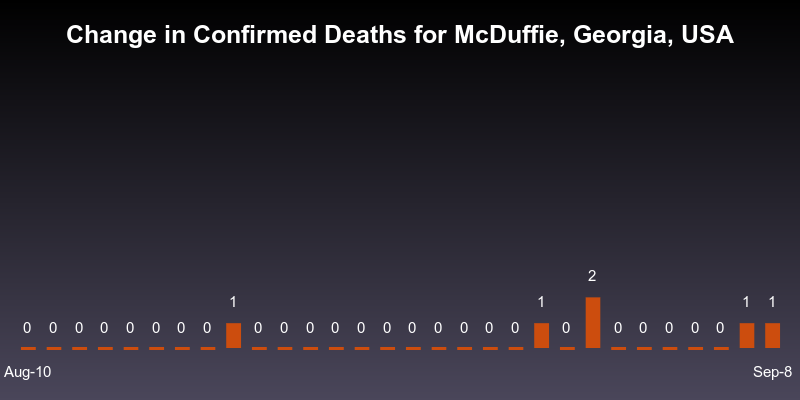 Change in Confirmed Deaths for McDuffie, Georgia, USA
2
1 1 1 1
0 0 0 0 0 0 0 0 0 0 0 0 0 0 0 0 0 0 0 0 0 0 0 0 0
Aug-10 Sep-8